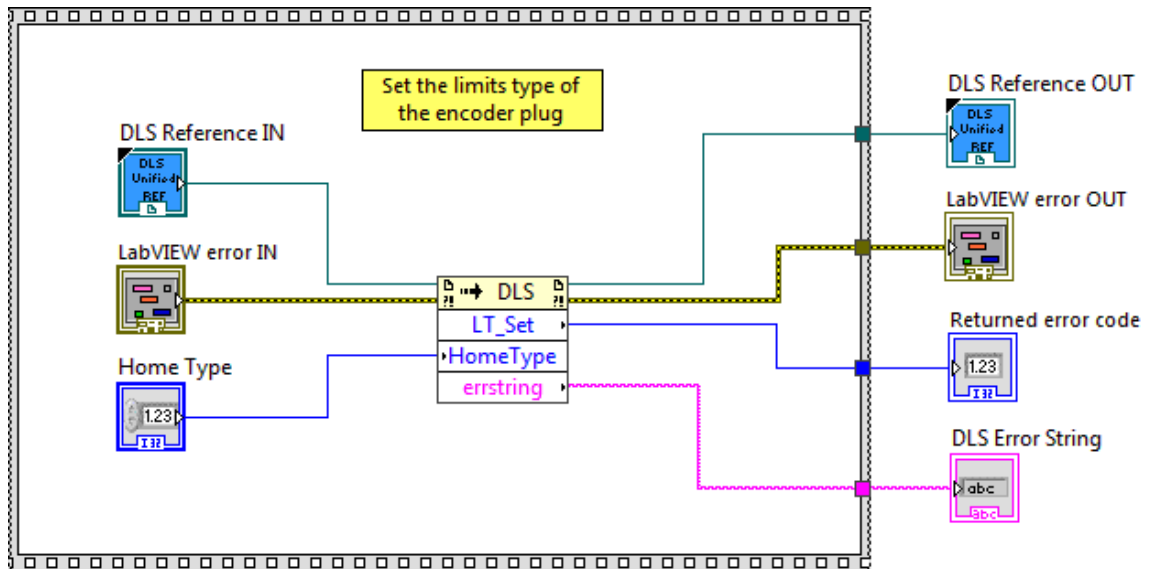 Set the limits type of
the encoder plug
DLS Reference IN
DLS
Unified
REF
LabVIEW error IN
?!
Home Type
1.23
I32
DLS
?!
?!
LT_Set
HomeType
errstring
DLS Reference OUT
DLS
Unified
REF
LabVIEW error OUT
?!
Returned error code
1.23
I32
DLS Error String
abc
abc